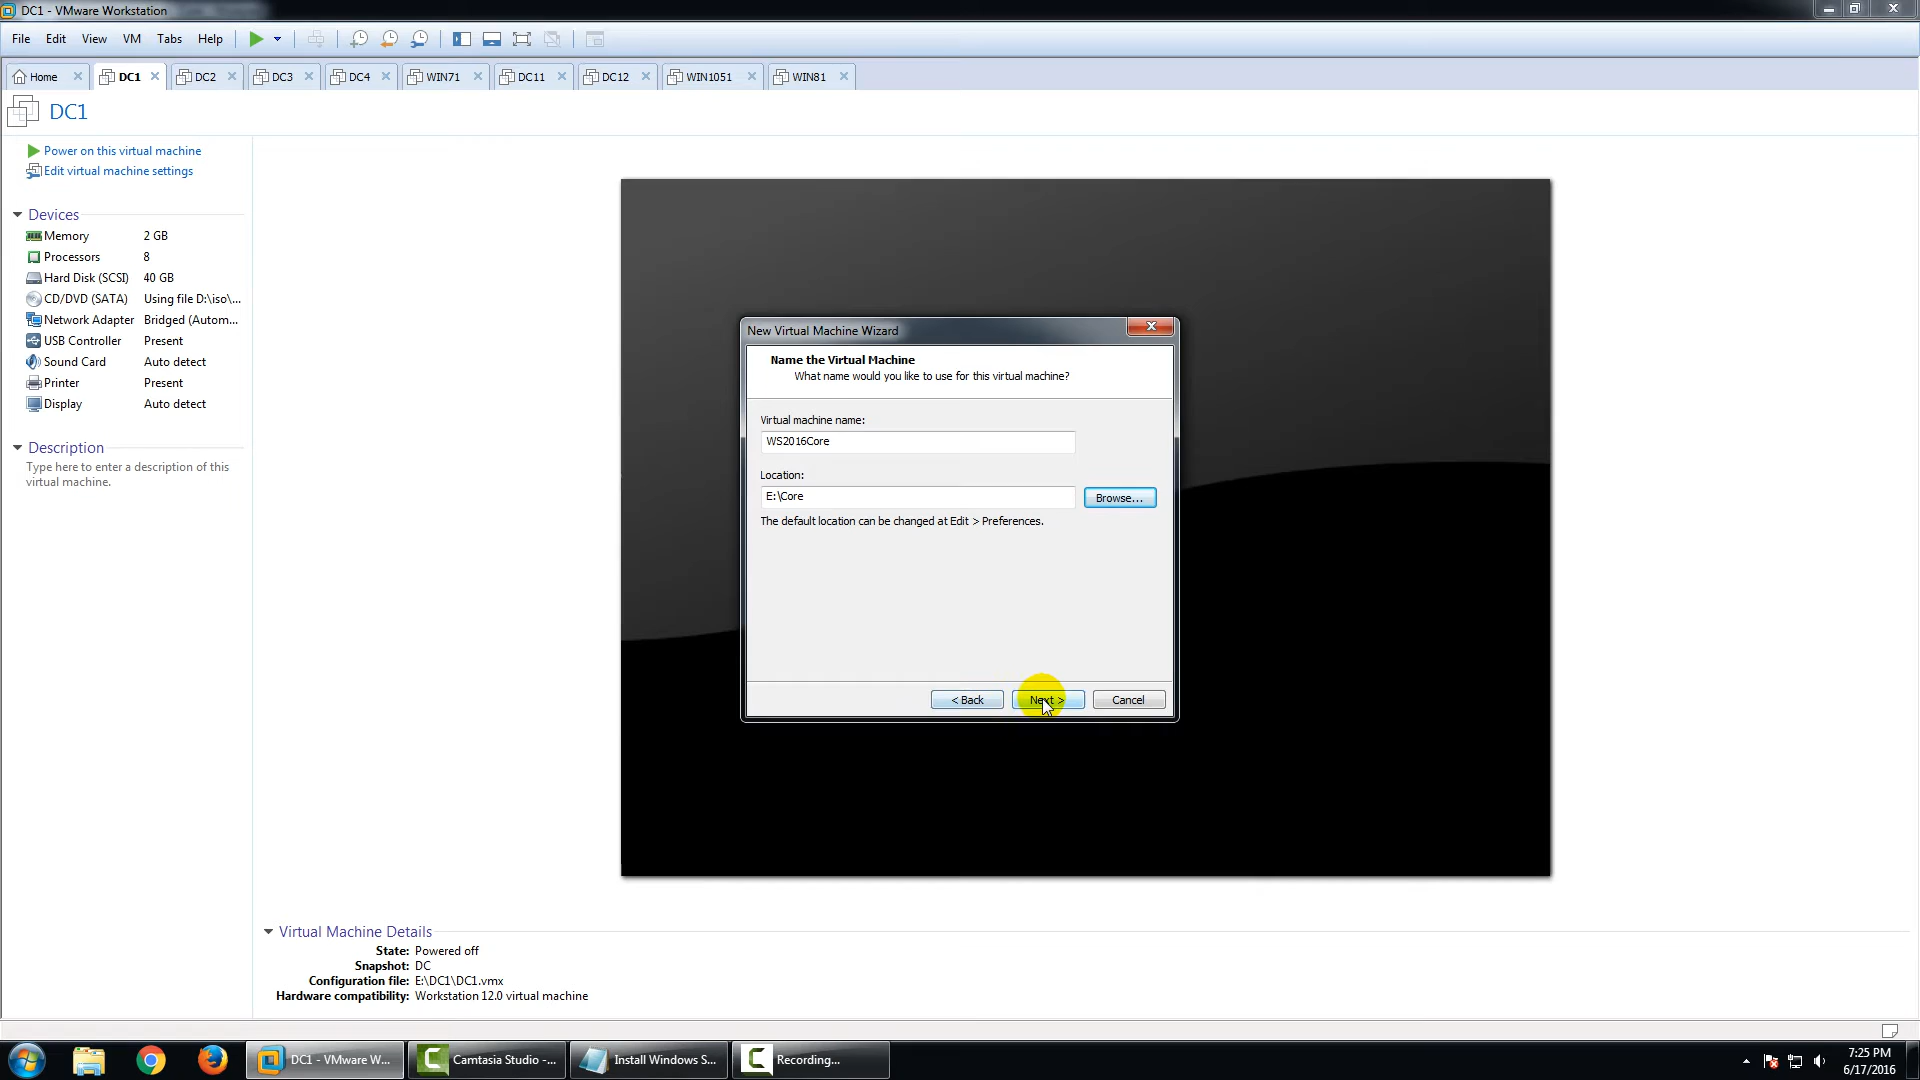 DC1 - VMware Workstation
File Edit View VM Tabs Help
Home DC1 DC2 DC3 DC4 WIN71 DC11 DC12 WIN1051 WIN81
DC1
Power on this virtual machine
Edit virtual machine settings
Devices
Memory 2 GB
Processors 8
Hard Disk (SCSI) 40 GB
CD/DVD (SATA) Using file D:\iso\...
Network Adapter Bridged (Autom...
USB Controller Present
Sound Card Auto detect
Printer Present
Display Auto detect
Description
Type here to enter a description of this
virtual machine.
New Virtual Machine Wizard
Name the Virtual Machine
What name would you like to use for this virtual machine?
Virtual machine name:
WS2016Core
Location:
E:\Core
Browse...
The default location can be changed at Edit > Preferences.
< Back Next > Cancel
Virtual Machine Details
State: Powered off
Snapshot: DC
Configuration file: E:\DC1\DC1.vmx
Hardware compatibility: Workstation 12.0 virtual machine
DC1 - VMware W... Camtasia Studio -... Install Windows S... Recording...
7:25 PM
6/17/2016